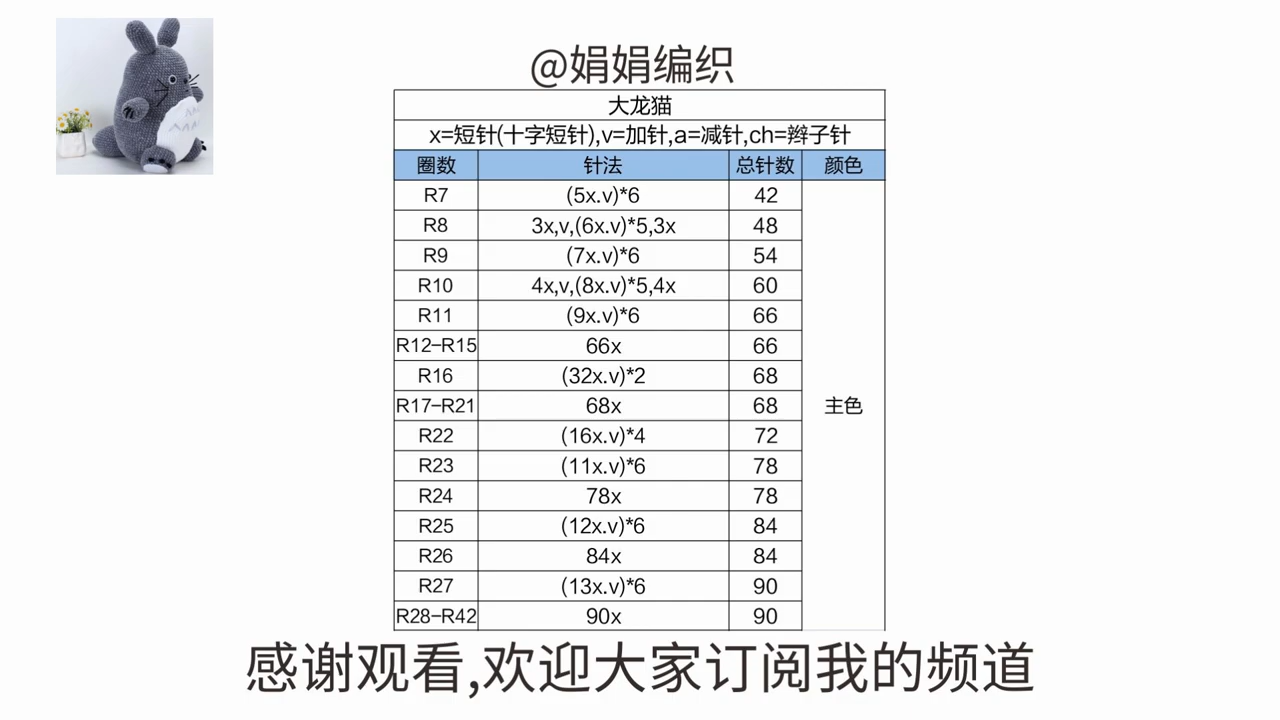 @娟娟编织
大龙猫
x=短针(十字短针),v=加针,a=减针,ch=辫子针
圈数 针法 总针数 颜色
R7 (5x.v)*6 42
R8 3x,v,(6x.v)*5,3x 48
R9 (7x.v)*6 54
R10 4x,v,(8x.v)*5,4x 60
R11 (9x.v)*6 66
R12-R15 66x 66
R16 (32x.v)*2 68
R17-R21 68x 68 主色
R22 (16x.v)*4 72
R23 (11x.v)*6 78
R24 78x 78
R25 (12x.v)*6 84
R26 84x 84
R27 (13x.v)*6 90
R28-R42 90x 90
感谢观看,欢迎大家订阅我的频道